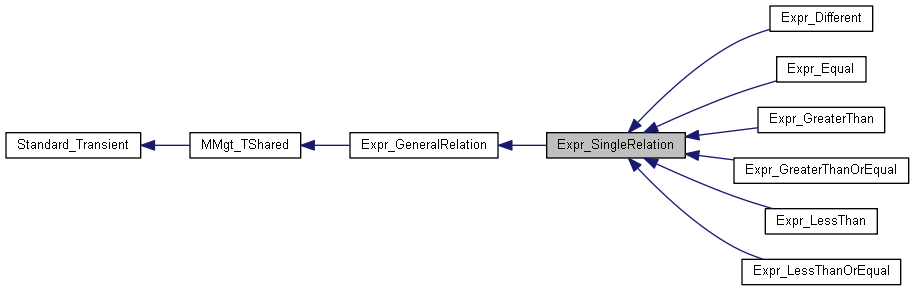 Expr_Different
Expr_Equal
Expr_GreaterThan
Standard_Transient
MMgt_TShared
Expr_GeneralRelation
Expr_SingleRelation
Expr_GreaterThanOrEqual
Expr_LessThan
Expr_LessThanOrEqual